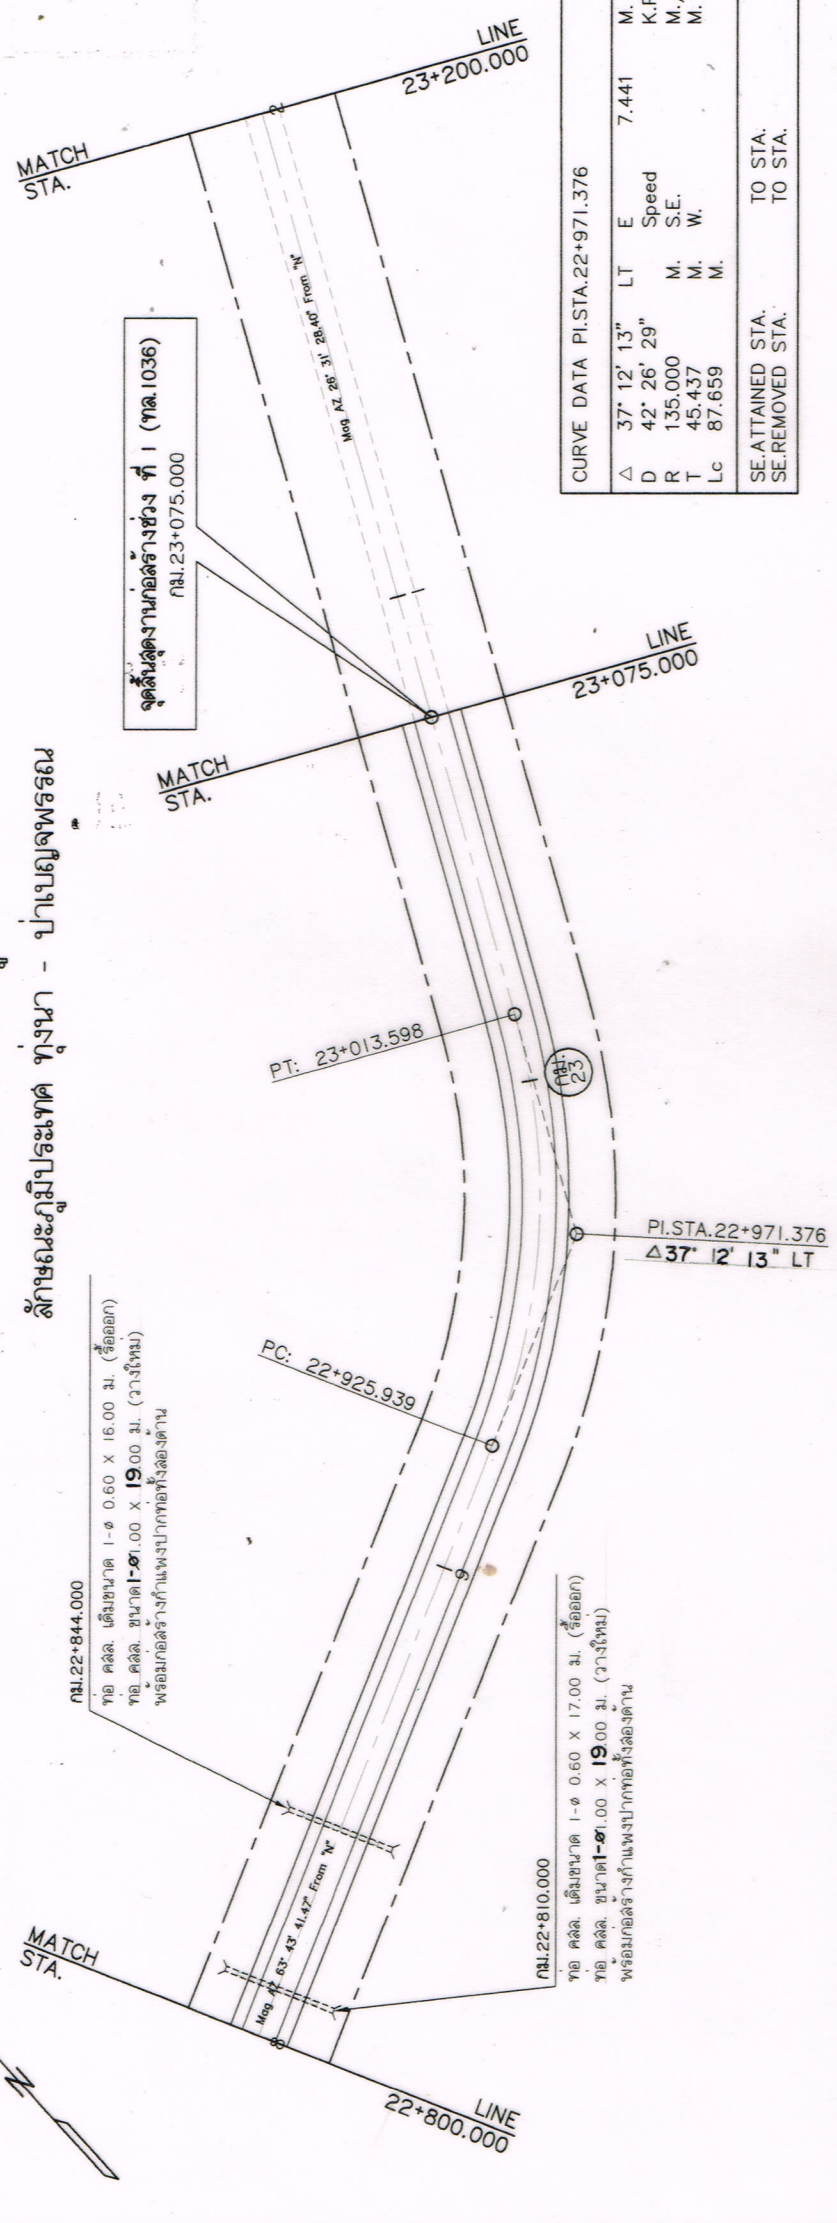 ลักษณะภูมิประเทศ ทุ่งนา - ป่าเบญจพรรณ
N
MATCH LINE
STA. 22+800.000
8
Mag AZ 63° 43' 41.47" From "N"
กม.22+844.000
ท่อ คสล. เดิมขนาด 1-ø 0.60 X 16.00 ม. (รื้อออก)
ท่อ คสล. ขนาด1-ø1.00 X 19.00 ม. (วางใหม่)
พร้อมก่อสร้างกำแพงปากท่อทั้งสองด้าน
กม.22+810.000
ท่อ คสล. เดิมขนาด 1-ø 0.60 X 17.00 ม. (รื้อออก)
ท่อ คสล. ขนาด1-ø1.00 X 19.00 ม. (วางใหม่)
พร้อมก่อสร้างกำแพงปากท่อทั้งสองด้าน
9
PC: 22+925.939
PI.STA.22+971.376
△37° 12' 13" LT
กม.
23
PT: 23+013.598
MATCH LINE
STA. 23+075.000
จุดสิ้นสุดงานก่อสร้างช่วง ที่ 1 (ทล.1036)
กม.23+075.000
1
Mag AZ 26° 31' 28.40" From "N"
MATCH LINE
STA. 23+200.000
2
CURVE DATA PI.STA.22+971.376
△ 37° 12' 13" LT E 7.441 M.
D 42° 26' 29" Speed
R 135.000 M. S.E.
T 45.437 M. W. M.
Lc 87.659 M.
SE.ATTAINED STA. TO STA.
SE.REMOVED STA. TO STA.